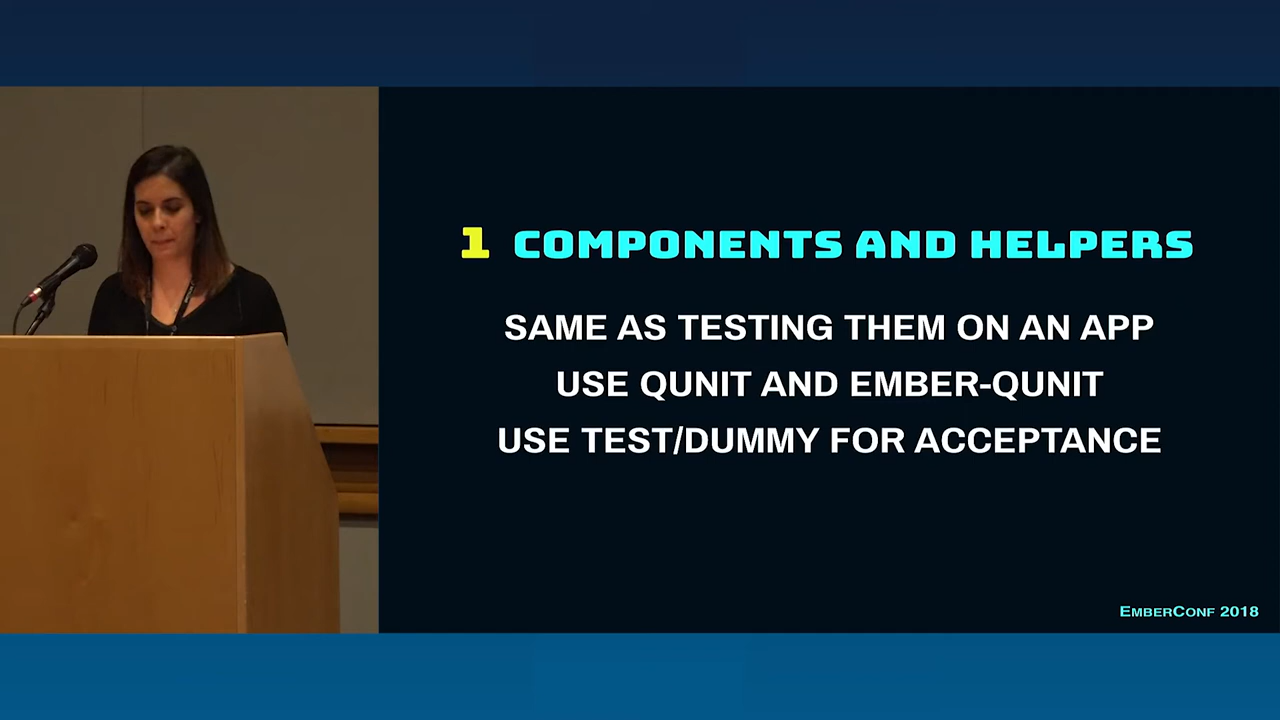 1 COMPONENTS AND HELPERS
SAME AS TESTING THEM ON AN APP
USE QUNIT AND EMBER-QUNIT
USE TEST/DUMMY FOR ACCEPTANCE
EMBERCONF 2018